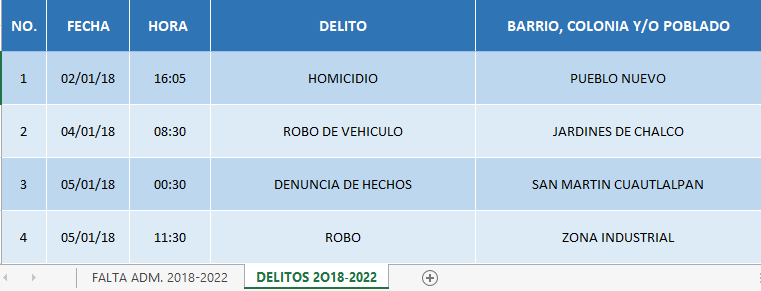 NO. FECHA HORA DELITO BARRIO, COLONIA Y/O POBLADO
1 02/01/18 16:05 HOMICIDIO PUEBLO NUEVO
2 04/01/18 08:30 ROBO DE VEHICULO JARDINES DE CHALCO
3 05/01/18 00:30 DENUNCIA DE HECHOS SAN MARTIN CUAUTLALPAN
4 05/01/18 11:30 ROBO ZONA INDUSTRIAL
FALTA ADM. 2018-2022 DELITOS 2O18-2022